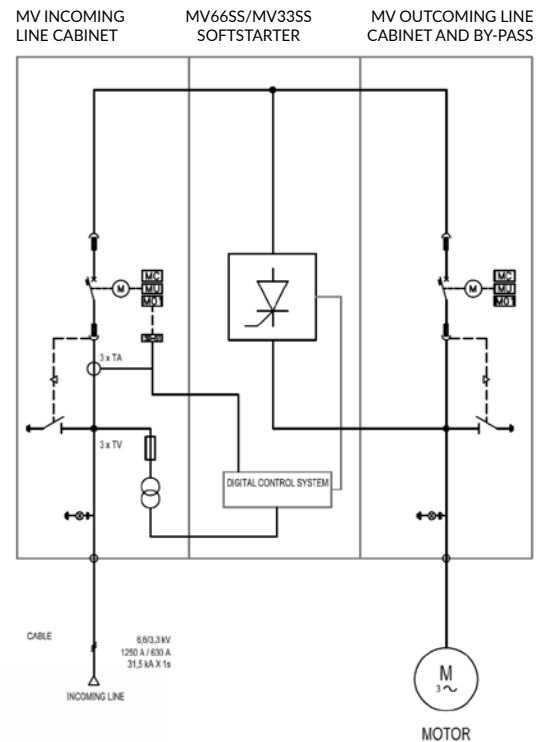 MV INCOMING
LINE CABINET
MV66SS/MV33SS
SOFTSTARTER
MV OUTCOMING LINE
CABINET AND BY-PASS
M
MC
MU
MO1
3 x TA
3 x TV
DIGITAL CONTROL SYSTEM
M
MC
MU
MO1
CABLE
6,6/3,3 kV
1250 A / 630 A
31,5 kA X 1s
INCOMING LINE
M
3~
MOTOR